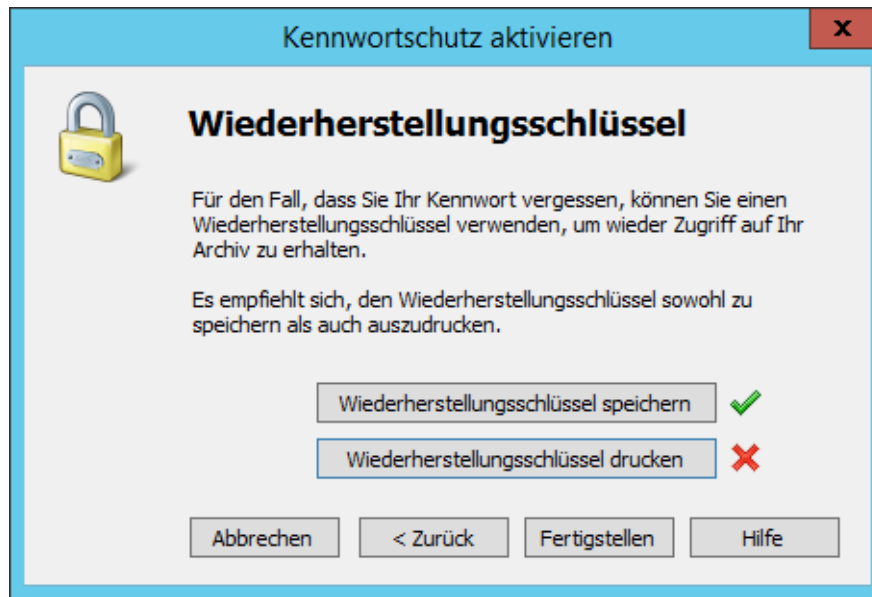 Kennwortschutz aktivieren
x
Wiederherstellungsschlüssel
Für den Fall, dass Sie Ihr Kennwort vergessen, können Sie einen
Wiederherstellungsschlüssel verwenden, um wieder Zugriff auf Ihr
Archiv zu erhalten.
Es empfiehlt sich, den Wiederherstellungsschlüssel sowohl zu
speichern als auch auszudrucken.
Wiederherstellungsschlüssel speichern
Wiederherstellungsschlüssel drucken
Abbrechen < Zurück Fertigstellen Hilfe